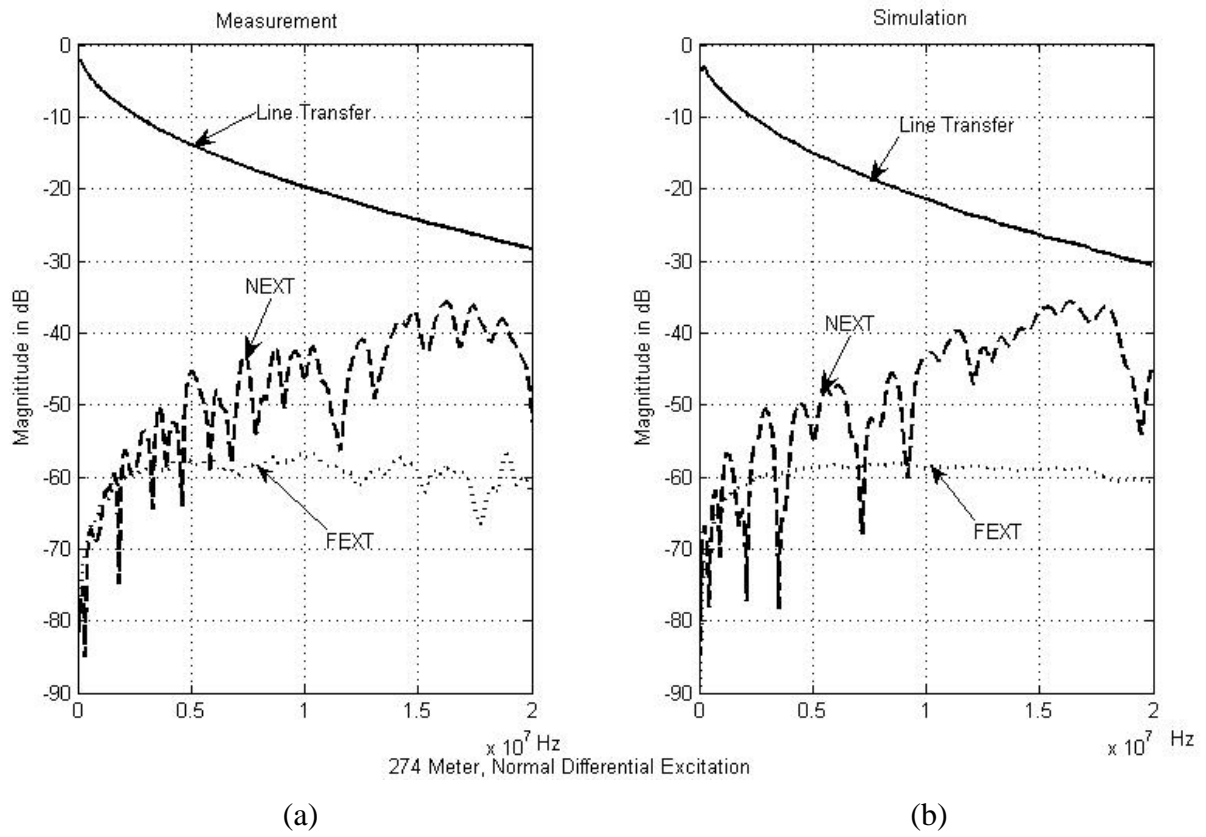 Measurement
Simulation
0
-10
-20
-30
-40
-50
-60
-70
-80
-90
Magnitude in dB
Line Transfer
NEXT
FEXT
0
0.5
1
1.5
2
x 10^7 Hz
0
-10
-20
-30
-40
-50
-60
-70
-80
-90
Magnitude in dB
Line Transfer
NEXT
FEXT
0
0.5
1
1.5
2
x 10^7 Hz
274 Meter, Normal Differential Excitation
(a)
(b)